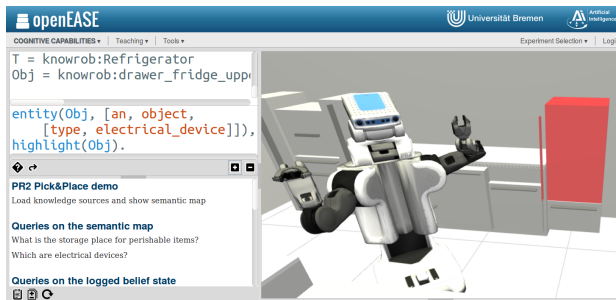 openEASE
Universität Bremen
Artificial
Intelligence
COGNITIVE CAPABILITIES ▾ Teaching ▾ Tools ▾
Experiment Selection ▾ Logi
T = knowrob:Refrigerator
Obj = knowrob:drawer_fridge_uppe
entity(Obj, [an, object,
[type, electrical_device]]),
highlight(Obj).
PR2 Pick&Place demo
Load knowledge sources and show semantic map
Queries on the semantic map
What is the storage place for perishable items?
Which are electrical devices?
Queries on the logged belief state